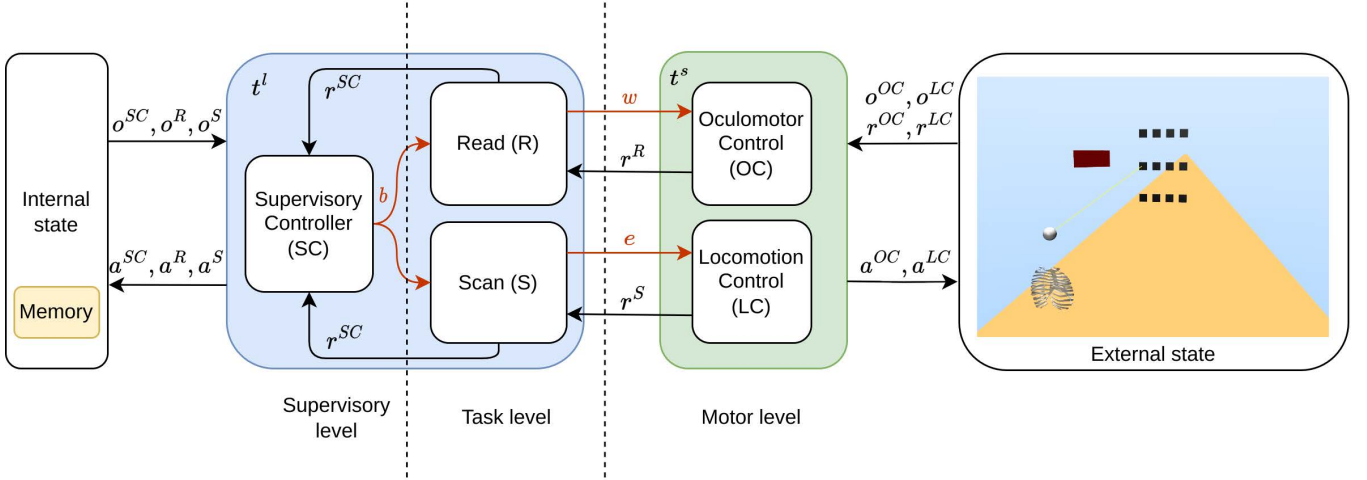 Internal
state
Memory
o^{SC}, o^R, o^S
a^{SC}, a^R, a^S
t^l
r^{SC}
Supervisory
Controller
(SC)
b
r^{SC}
Read (R)
Scan (S)
w
r^R
e
r^S
t^s
Oculomotor
Control
(OC)
Locomotion
Control
(LC)
o^{OC}, o^{LC}
r^{OC}, r^{LC}
a^{OC}, a^{LC}
External state
Supervisory
level
Task level
Motor level